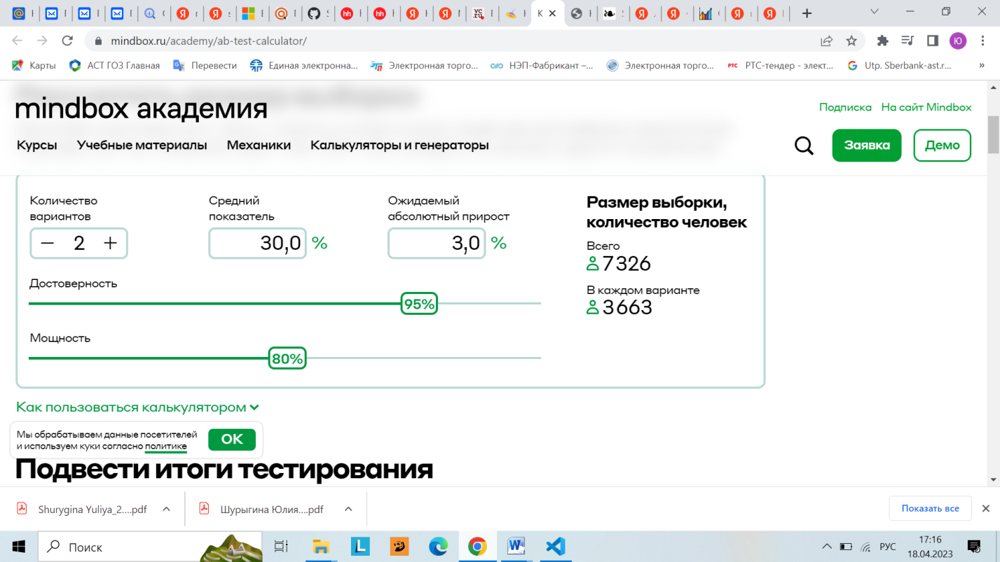 mindbox.ru/academy/ab-test-calculator/
Ю
Карты
АСТ ГОЗ Главная
Перевести
Единая электронна...
Электронная торго...
НЭП-Фабрикант –...
Электронная торго...
РТС-тендер - элект...
Utp. Sberbank-ast.r...
»
mindbox академия
Подписка На сайт Mindbox
Курсы Учебные материалы Механики Калькуляторы и генераторы
Заявка
Демо
Количество
вариантов
− 2 +
Средний
показатель
30,0 %
Ожидаемый
абсолютный прирост
3,0 %
Достоверность
95%
Мощность
80%
Размер выборки,
количество человек
Всего
7 326
В каждом варианте
3 663
Как пользоваться калькулятором
Мы обрабатываем данные посетителей
и используем куки согласно политике
ОК
Подвести итоги тестирования
Shurygina Yuliya_2....pdf
Шурыгина Юлия....pdf
Показать все
Поиск
РУС
17:16
18.04.2023